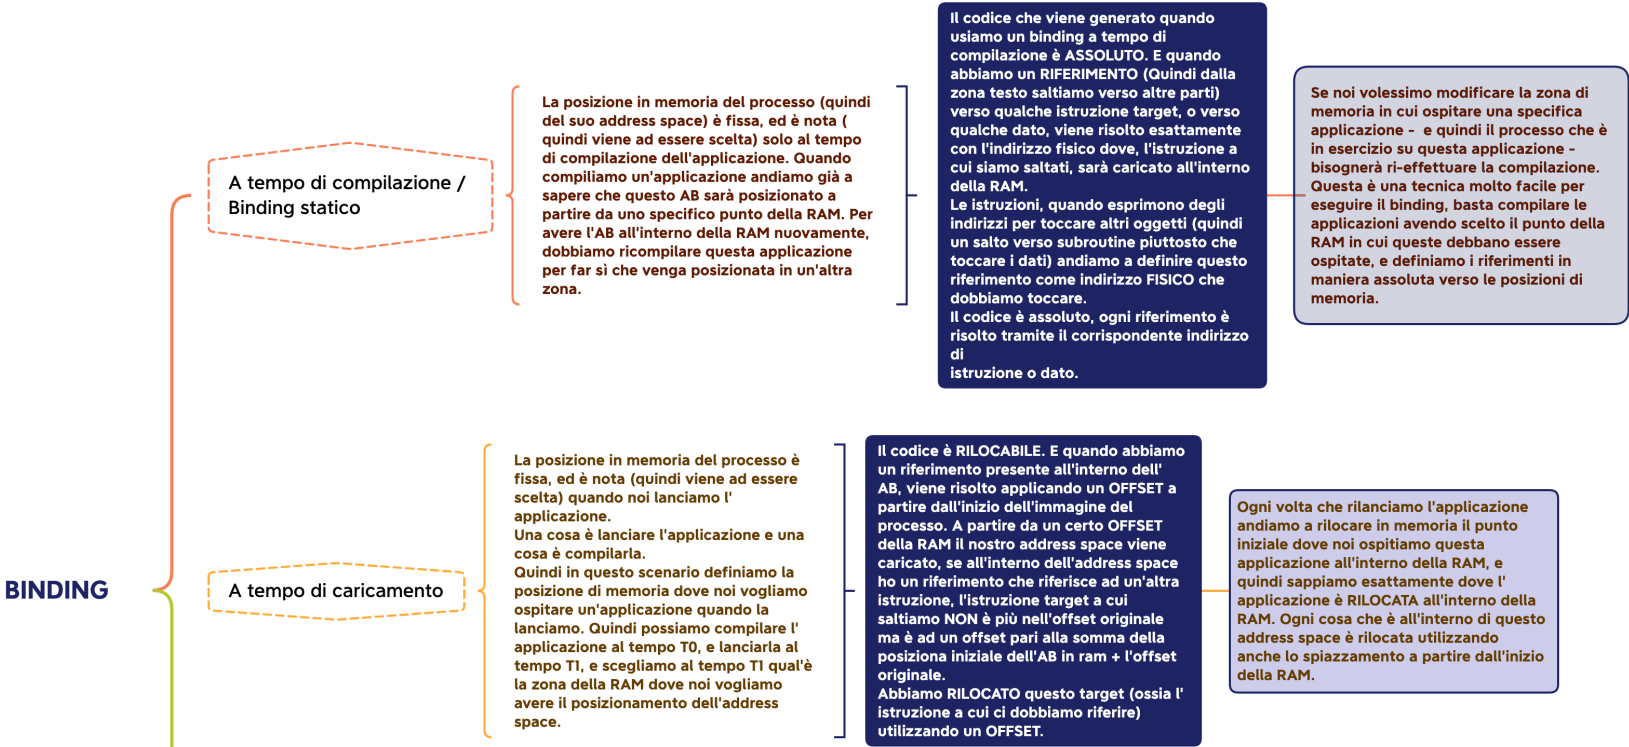 BINDING
A tempo di compilazione /
Binding statico
La posizione in memoria del processo (quindi
del suo address space) è fissa, ed è nota (
quindi viene ad essere scelta) solo al tempo
di compilazione dell'applicazione. Quando
compiliamo un'applicazione andiamo già a
sapere che questo AB sarà posizionato a
partire da uno specifico punto della RAM. Per
avere l'AB all'interno della RAM nuovamente,
dobbiamo ricompilare questa applicazione
per far sì che venga posizionata in un'altra
zona.
Il codice che viene generato quando
usiamo un binding a tempo di
compilazione è ASSOLUTO. E quando
abbiamo un RIFERIMENTO (Quindi dalla
zona testo saltiamo verso altre parti)
verso qualche istruzione target, o verso
qualche dato, viene risolto esattamente
con l'indirizzo fisico dove, l'istruzione a
cui siamo saltati, sarà caricato all'interno
della RAM.
Le istruzioni, quando esprimono degli
indirizzi per toccare altri oggetti (quindi
un salto verso subroutine piuttosto che
toccare i dati) andiamo a definire questo
riferimento come indirizzo FISICO che
dobbiamo toccare.
Il codice è assoluto, ogni riferimento è
risolto tramite il corrispondente indirizzo
di
istruzione o dato.
Se noi volessimo modificare la zona di
memoria in cui ospitare una specifica
applicazione - e quindi il processo che è
in esercizio su questa applicazione -
bisognerà ri-effettuare la compilazione.
Questa è una tecnica molto facile per
eseguire il binding, basta compilare le
applicazioni avendo scelto il punto della
RAM in cui queste debbano essere
ospitate, e definiamo i riferimenti in
maniera assoluta verso le posizioni di
memoria.
A tempo di caricamento
La posizione in memoria del processo è
fissa, ed è nota (quindi viene ad essere
scelta) quando noi lanciamo l'
applicazione.
Una cosa è lanciare l'applicazione e una
cosa è compilarla.
Quindi in questo scenario definiamo la
posizione di memoria dove noi vogliamo
ospitare un'applicazione quando la
lanciamo. Quindi possiamo compilare l'
applicazione al tempo T0, e lanciarla al
tempo T1, e scegliamo al tempo T1 qual'è
la zona della RAM dove noi vogliamo
avere il posizionamento dell'address
space.
Il codice è RILOCABILE. E quando abbiamo
un riferimento presente all'interno dell'
AB, viene risolto applicando un OFFSET a
partire dall'inizio dell'immagine del
processo. A partire da un certo OFFSET
della RAM il nostro address space viene
caricato, se all'interno dell'address space
ho un riferimento che riferisce ad un'altra
istruzione, l'istruzione target a cui
saltiamo NON è più nell'offset originale
ma è ad un offset pari alla somma della
posiziona iniziale dell'AB in ram + l'offset
originale.
Abbiamo RILOCATO questo target (ossia l'
istruzione a cui ci dobbiamo riferire)
utilizzando un OFFSET.
Ogni volta che rilanciamo l'applicazione
andiamo a rilocare in memoria il punto
iniziale dove noi ospitiamo questa
applicazione all'interno della RAM, e
quindi sappiamo esattamente dove l'
applicazione è RILOCATA all'interno della
RAM. Ogni cosa che è all'interno di questo
address space è rilocata utilizzando
anche lo spiazzamento a partire dall'inizio
della RAM.